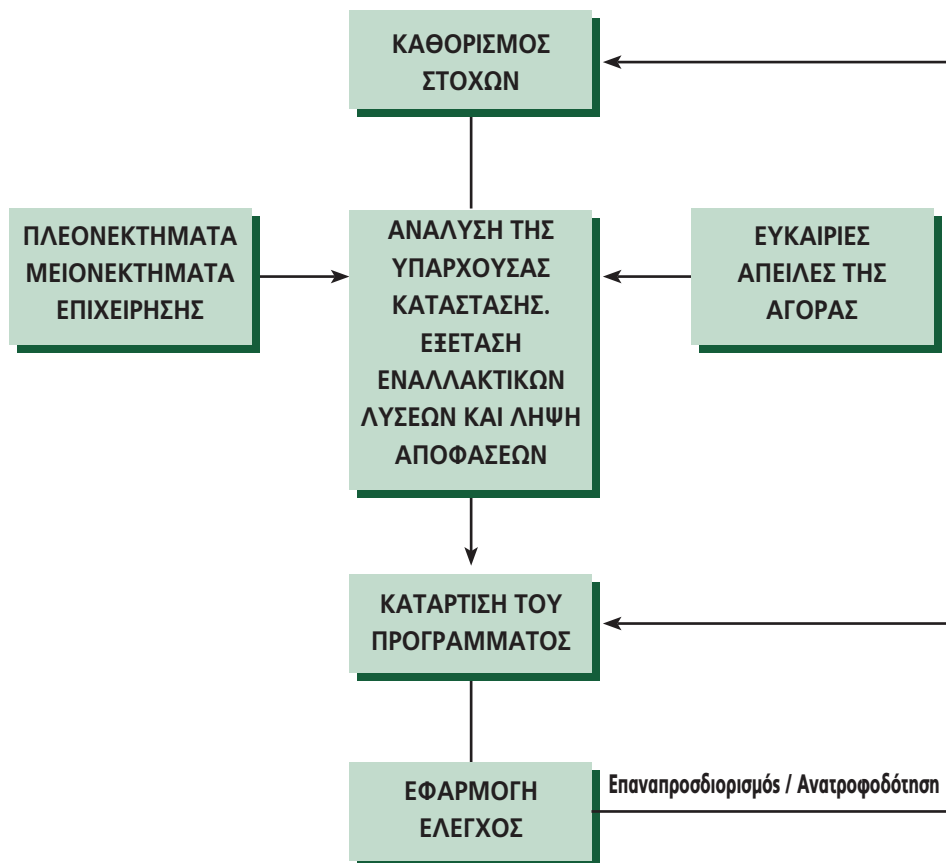 ΚΑΘΟΡΙΣΜΟΣ
ΣΤΟΧΩΝ
ΠΛΕΟΝΕΚΤΗΜΑΤΑ
ΜΕΙΟΝΕΚΤΗΜΑΤΑ
ΕΠΙΧΕΙΡΗΣΗΣ
ΑΝΑΛΥΣΗ ΤΗΣ
ΥΠΑΡΧΟΥΣΑΣ
ΚΑΤΑΣΤΑΣΗΣ.
ΕΞΕΤΑΣΗ
ΕΝΑΛΛΑΚΤΙΚΩΝ
ΛΥΣΕΩΝ ΚΑΙ ΛΗΨΗ
ΑΠΟΦΑΣΕΩΝ
ΕΥΚΑΙΡΙΕΣ
ΑΠΕΙΛΕΣ ΤΗΣ
ΑΓΟΡΑΣ
ΚΑΤΑΡΤΙΣΗ ΤΟΥ
ΠΡΟΓΡΑΜΜΑΤΟΣ
ΕΦΑΡΜΟΓΗ
ΕΛΕΓΧΟΣ
Επαναπροσδιορισμός / Ανατροφοδότηση